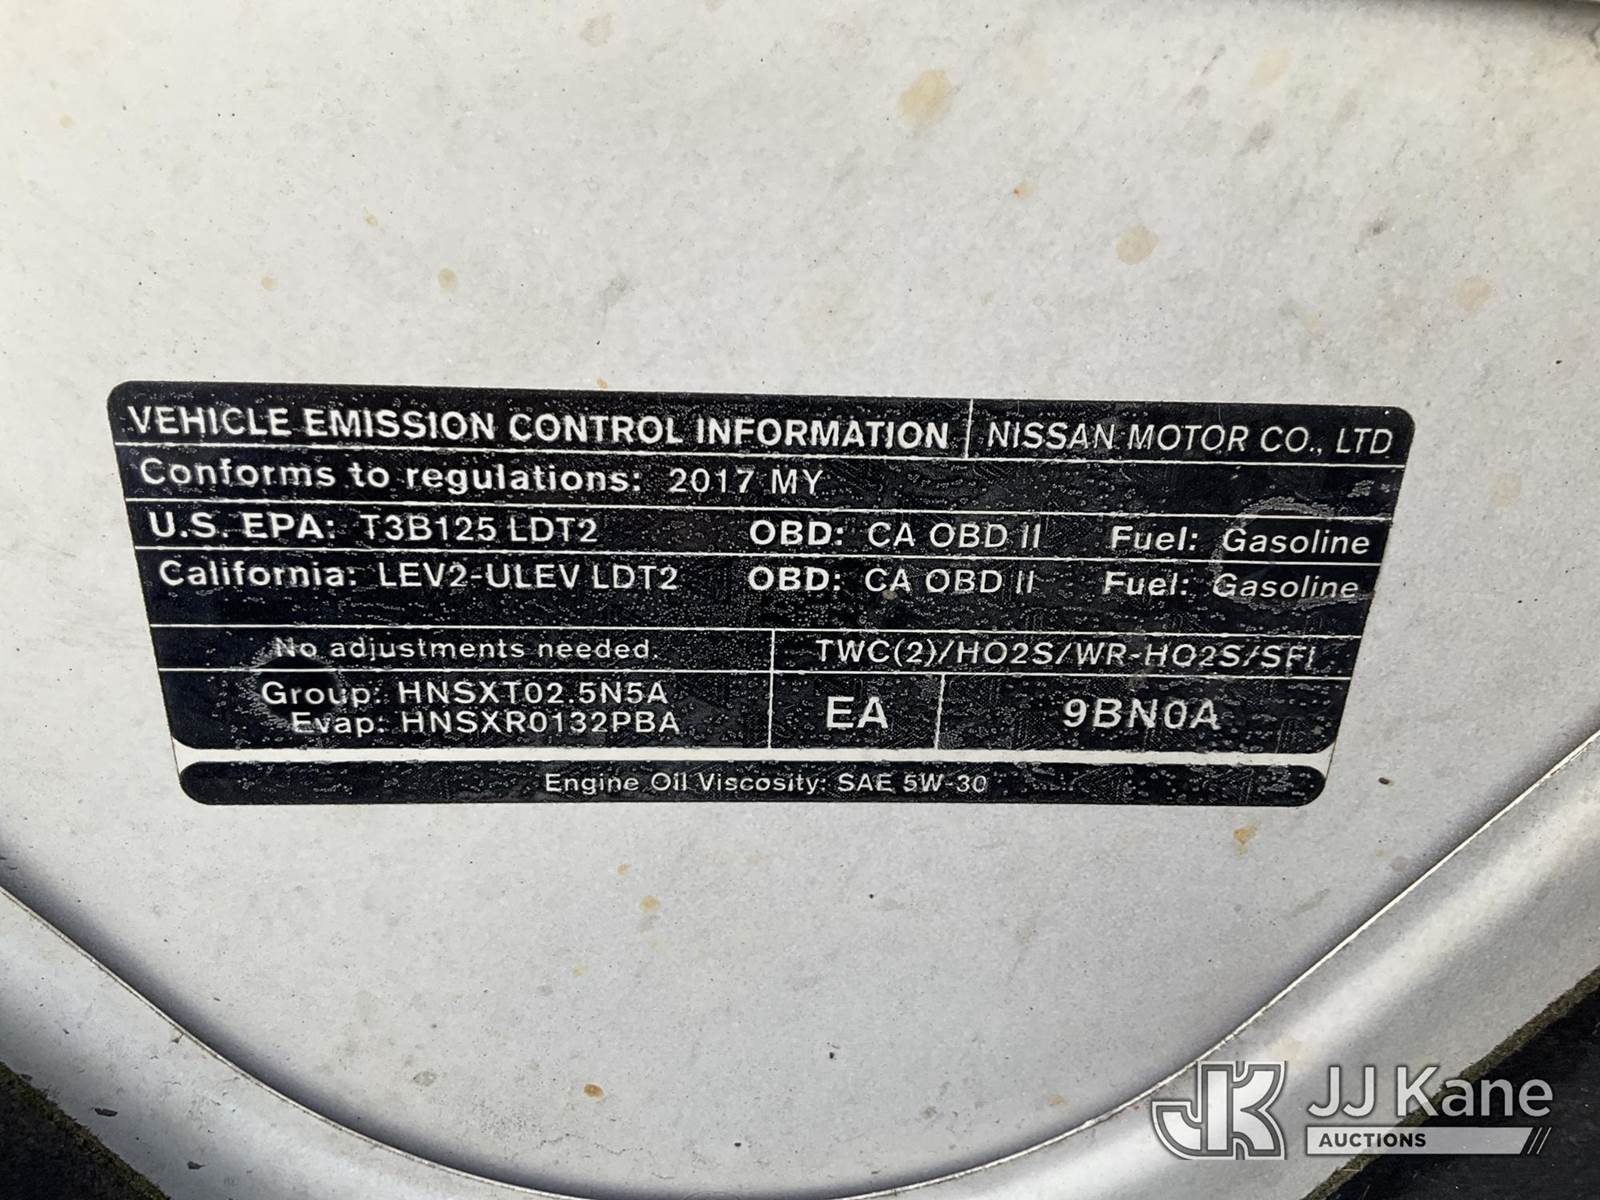 VEHICLE EMISSION CONTROL INFORMATION NISSAN MOTOR CO., LTD
Conforms to regulations: 2017 MY
U.S. EPA: T3B125 LDT2 OBD: CA OBD II Fuel: Gasoline
California: LEV2-ULEV LDT2 OBD: CA OBD II Fuel: Gasoline
No adjustments needed. TWC(2)/HO2S/WR-HO2S/SFI
Group: HNSXT02.5N5A
Evap: HNSXR0132PBA
EA 9BN0A
Engine Oil Viscosity: SAE 5W-30
JK JJ Kane
AUCTIONS